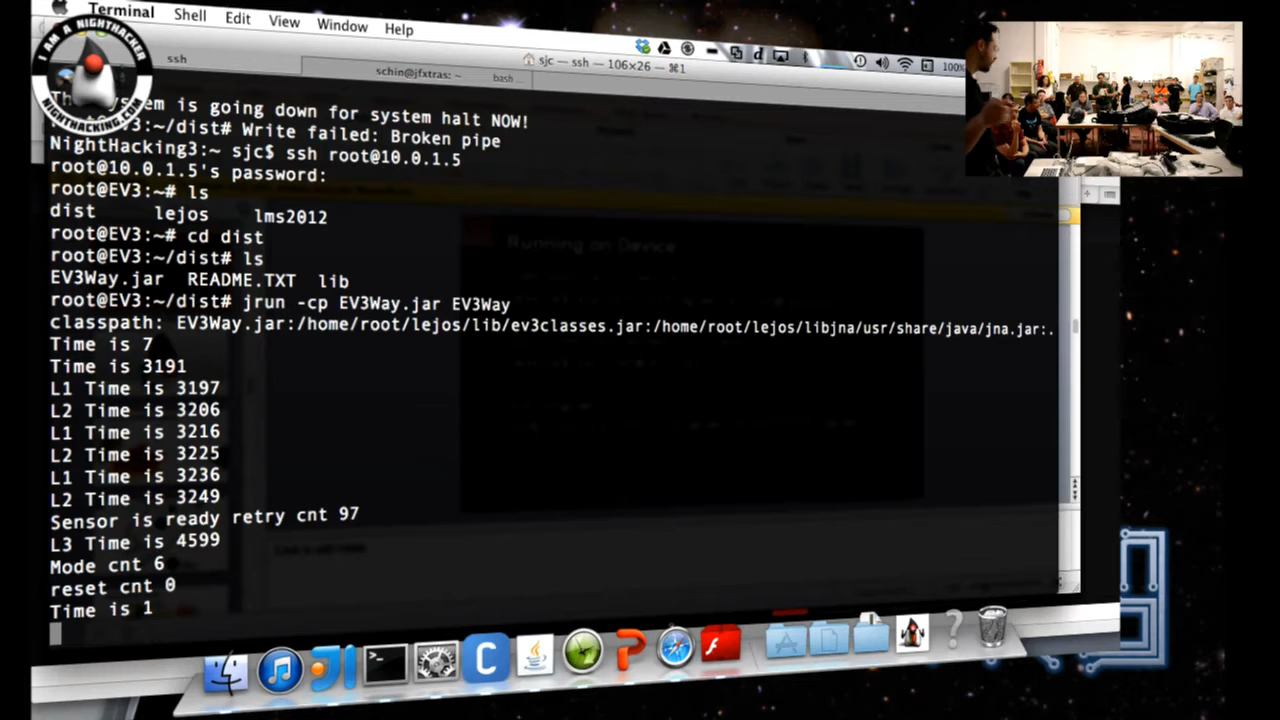 Terminal Shell Edit View Window Help
I AM A NIGHTHACKER
NIGHTHACKING.COM
100%
ssh
sjc — ssh — 106×26 — ⌘1
schin@jfxtras: ~
bash
system is going down for system halt NOW!
:~/dist# Write failed: Broken pipe
NightHacking3:~ sjc$ ssh root@10.0.1.5
root@10.0.1.5's password:
root@EV3:~# ls
dist lejos lms2012
root@EV3:~# cd dist
root@EV3:~/dist# ls
EV3Way.jar README.TXT lib
root@EV3:~/dist# jrun -cp EV3Way.jar EV3Way
classpath: EV3Way.jar:/home/root/lejos/lib/ev3classes.jar:/home/root/lejos/libjna/usr/share/java/jna.jar:.
Time is 7
Time is 3191
L1 Time is 3197
L2 Time is 3206
L1 Time is 3216
L2 Time is 3225
L1 Time is 3236
L2 Time is 3249
Sensor is ready retry cnt 97
L3 Time is 4599
Mode cnt 6
reset cnt 0
Time is 1
Running on Device